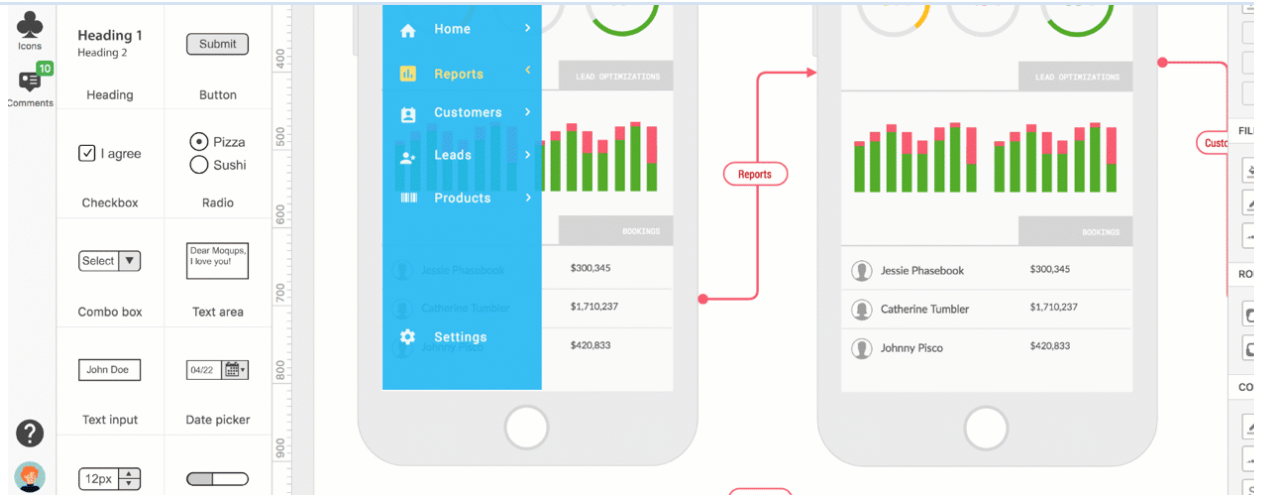 Icons
10
Comments
Heading 1
Heading 2
Heading
Submit
Button
I agree
Checkbox
Pizza
Sushi
Radio
Select
Combo box
Dear Moqups,
I love you!
Text area
John Doe
Text input
04/22
Date picker
12px
400
500
600
700
800
900
Home
Reports
Customers
Leads
Products
Settings
LEAD OPTIMIZATIONS
BOOKINGS
Jessie Phasebook
$300,345
Catherine Tumbler
$1,710,237
Johnny Pisco
$420,833
Reports
LEAD OPTIMIZATIONS
BOOKINGS
Jessie Phasebook
$300,345
Catherine Tumbler
$1,710,237
Johnny Pisco
$420,833
Custo
FIL
RO
CO